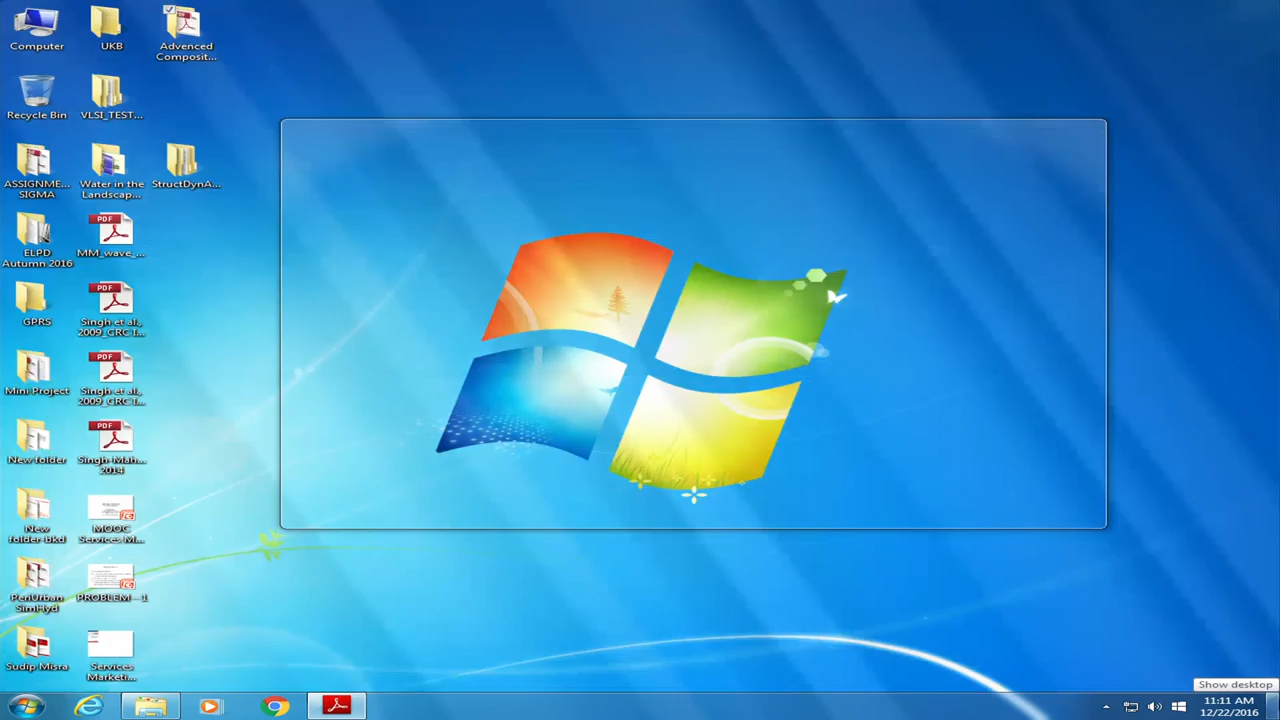 Computer
UKB
Advenced
Composit...
Recycle Bin
VLSI_TEST...
ASSIGNME...
SIGMA
Water in the
Landscap...
StructDynA...
ELPD
Autumn 2016
PDF
MM_wave_...
GPRS
PDF
Singh et al.,
2009_CRC I...
Mini Project
PDF
Singh et al.,
2009_CRC I...
New folder
PDF
Singh-Mah...
2014
New
folder-bkd
MOOC
Services M...
PeriUrban
SimHyd
PROBLEM - 1
Sudip Misra
Services
Marketi...
Show desktop
11:11 AM
12/22/2016